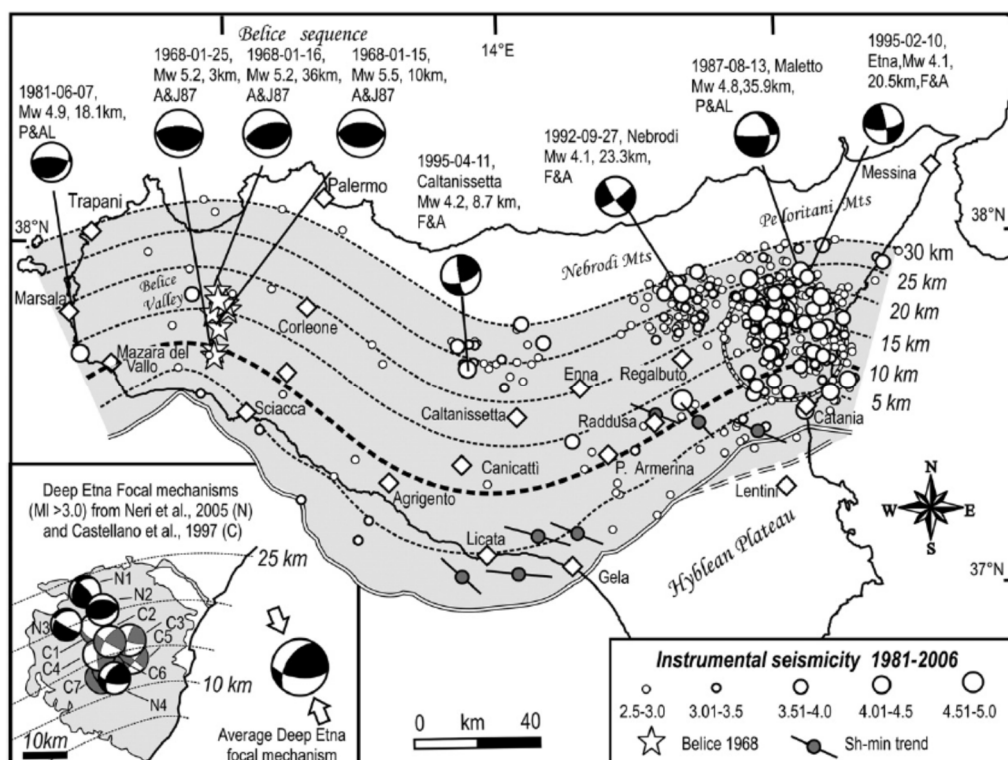 Belice sequence
14°E
1981-06-07,
Mw 4.9, 18.1km,
P&AL
1968-01-25,
Mw 5.2, 3km,
A&J87
1968-01-16,
Mw 5.2, 36km,
A&J87
1968-01-15,
Mw 5.5, 10km,
A&J87
1995-04-11,
Caltanissetta
Mw 4.2, 8.7 km,
F&A
1992-09-27, Nebrodi
Mw 4.1, 23.3km,
F&A
1987-08-13, Maletto
Mw 4.8,35.9km,
P&AL
1995-02-10,
Etna,Mw 4.1,
20.5km,F&A
Messina
Palermo
Trapani
38°N
38°N
Peloritani Mts
Nebrodi Mts
30 km
25 km
20 km
15 km
10 km
5 km
Marsala
Belice
Valley
Corleone
Mazara del
Vallo
Sciacca
Enna
Regalbuto
Caltanissetta
Raddusa
Catania
Canicattì
P. Armerina
Agrigento
Lentini
Licata
Gela
Hyblean Plateau
N
W
E
S
37°N
Deep Etna Focal mechanisms
(Ml >3.0) from Neri et al., 2005 (N)
and Castellano et al., 1997 (C)
25 km
N1
N2
C2
C3
N3
C5
C1
C4
C6
C7
N4
10 km
10km
Average Deep Etna
focal mechanism
0 km 40
Instrumental seismicity 1981-2006
2.5-3.0 3.01-3.5 3.51-4.0 4.01-4.5 4.51-5.0
Belice 1968 Sh-min trend